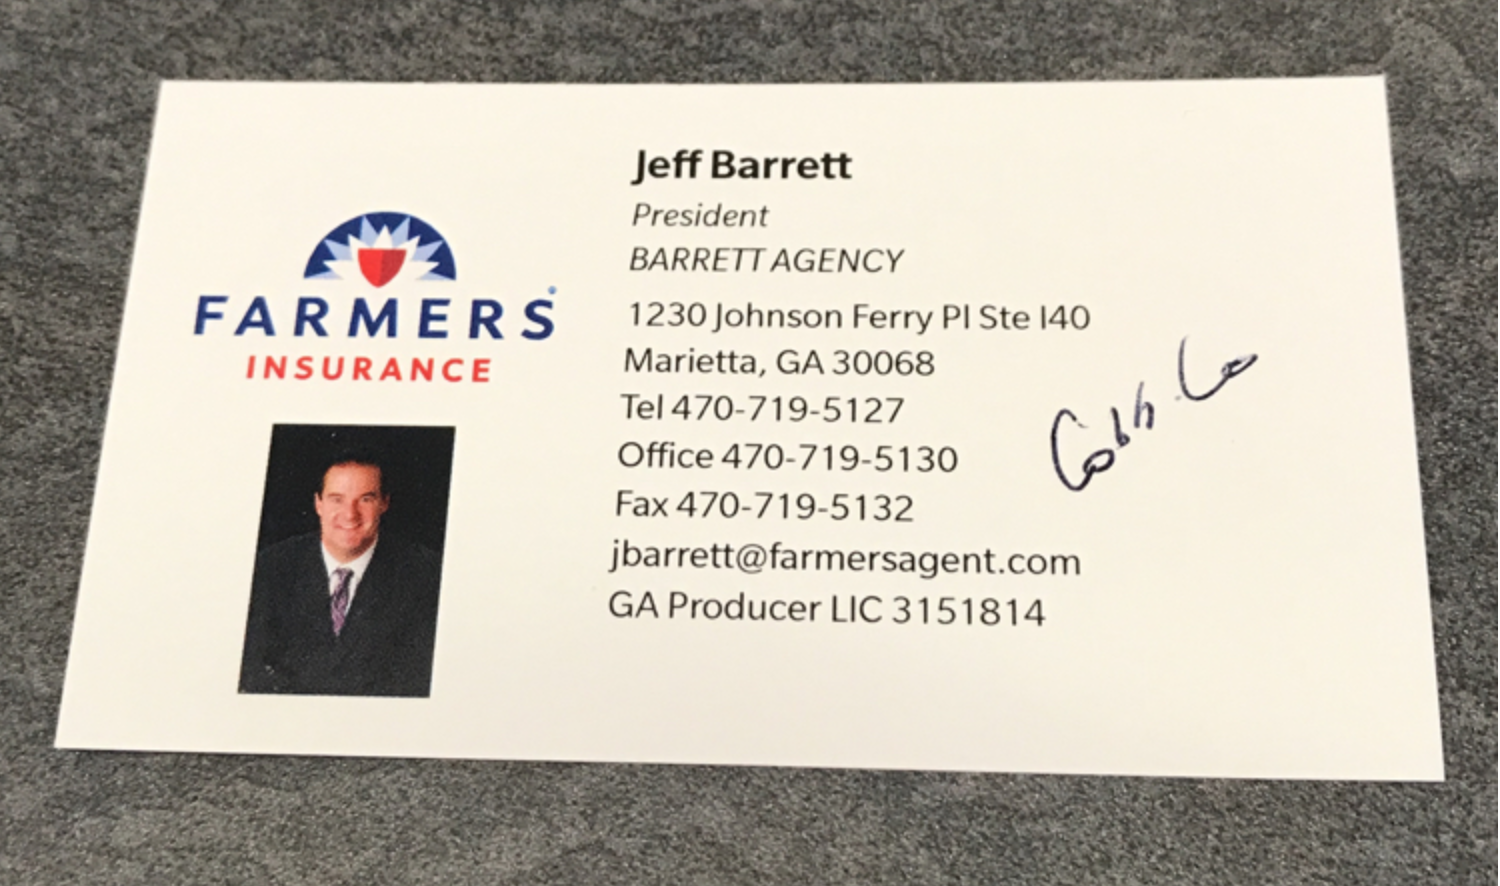 FARMERS
INSURANCE
Jeff Barrett
President
BARRETT AGENCY
1230 Johnson Ferry Pl Ste I40
Marietta, GA 30068
Tel 470-719-5127
Office 470-719-5130
Fax 470-719-5132
jbarrett@farmersagent.com
GA Producer LIC 3151814
Cobb Co